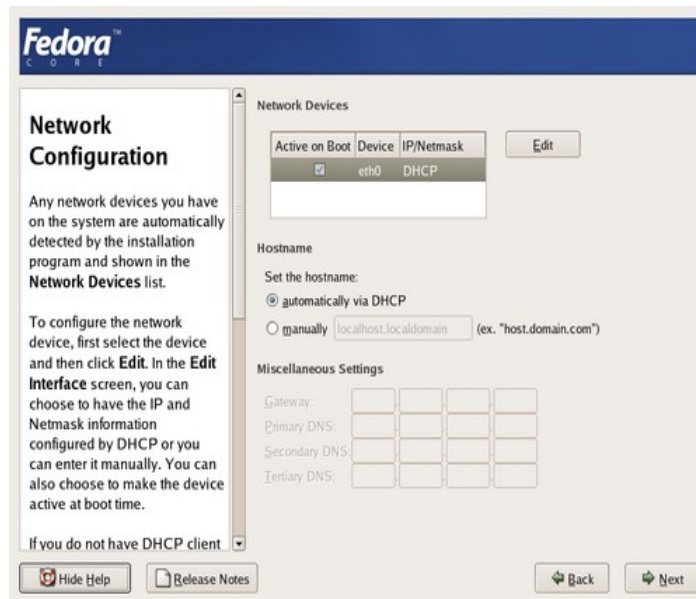 Fedora™
CORE
Network
Configuration
Any network devices you have
on the system are automatically
detected by the installation
program and shown in the
Network Devices list.
To configure the network
device, first select the device
and then click Edit. In the Edit
Interface screen, you can
choose to have the IP and
Netmask information
configured by DHCP or you
can enter it manually. You can
also choose to make the device
active at boot time.
If you do not have DHCP client
Network Devices
Active on Boot Device IP/Netmask
eth0 DHCP
Edit
Hostname
Set the hostname:
automatically via DHCP
manually localhost.localdomain (ex. "host.domain.com")
Miscellaneous Settings
Gateway:
Primary DNS:
Secondary DNS:
Tertiary DNS:
Hide Help
Release Notes
Back
Next